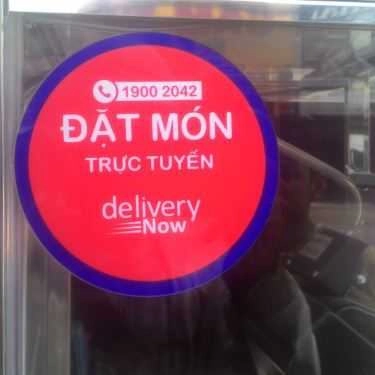 1900 2042
ĐẶT MÓN
TRỰC TUYẾN
delivery
Now